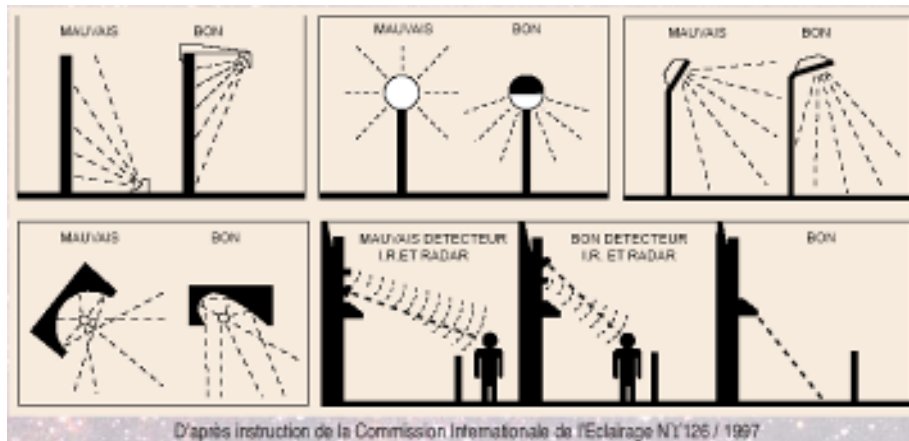 MAUVAIS
BON
MAUVAIS
BON
MAUVAIS
BON
MAUVAIS
BON
MAUVAIS DETECTEUR
I.R.ET RADAR
BON DETECTEUR
I.R. ET RADAR
BON
D'après instruction de la Commission Internationale de l'Eclairage N°126 / 1997